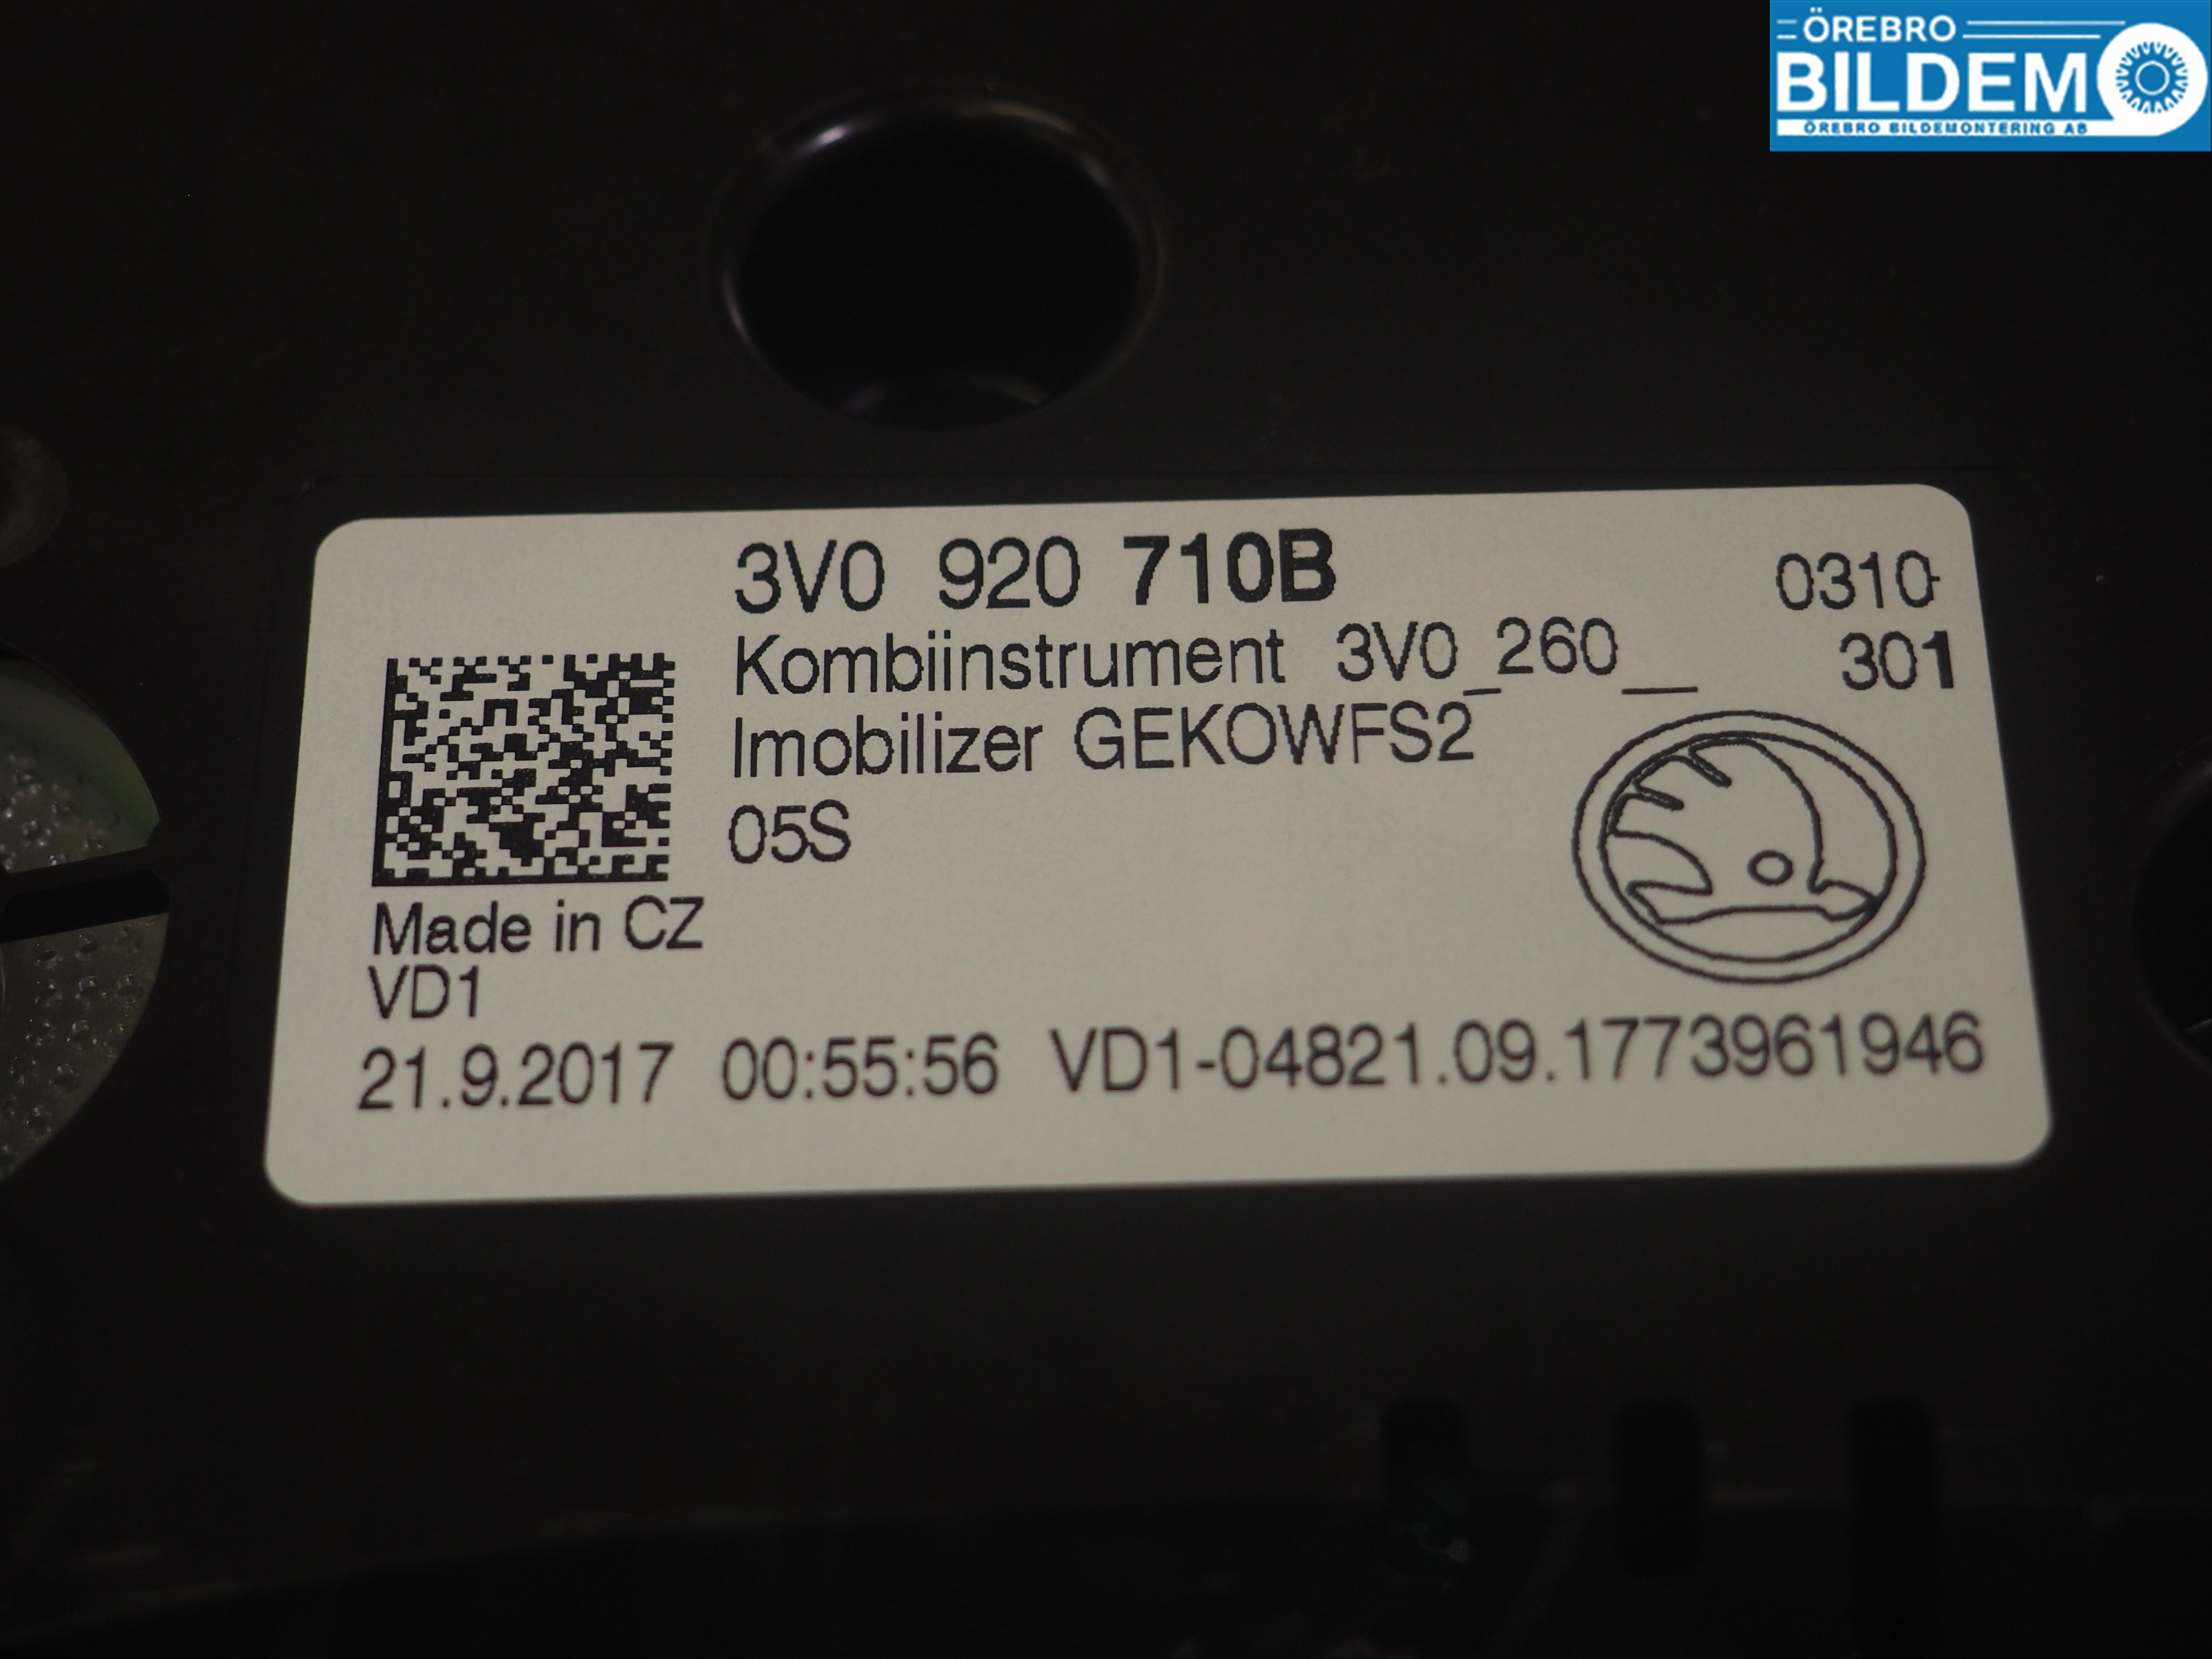 ÖREBRO
BILDEMO
ÖREBRO BILDEMONTERING AB
3V0 920 710B 0310
Kombiinstrument 3V0_260__ 301
Imobilizer GEKOWFS2
05S
Made in CZ
VD1
21.9.2017 00:55:56 VD1-04821.09.1773961946